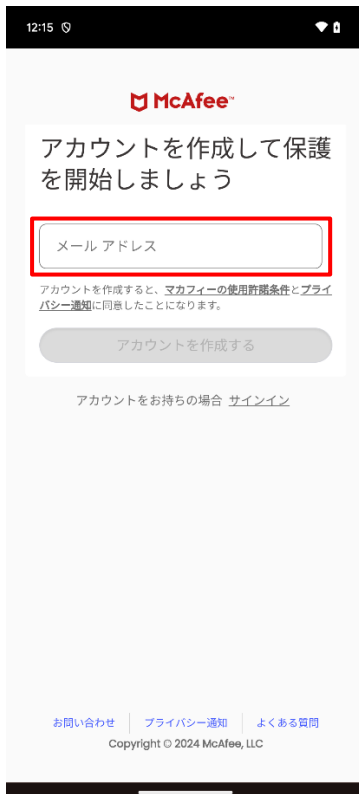 12:15
McAfee™
アカウントを作成して保護
を開始しましょう
メール アドレス
アカウントを作成すると、マカフィーの使用許諾条件とプライ
バシー通知に同意したことになります。
アカウントを作成する
アカウントをお持ちの場合 サインイン
お問い合わせ プライバシー通知 よくある質問
Copyright © 2024 McAfee, LLC